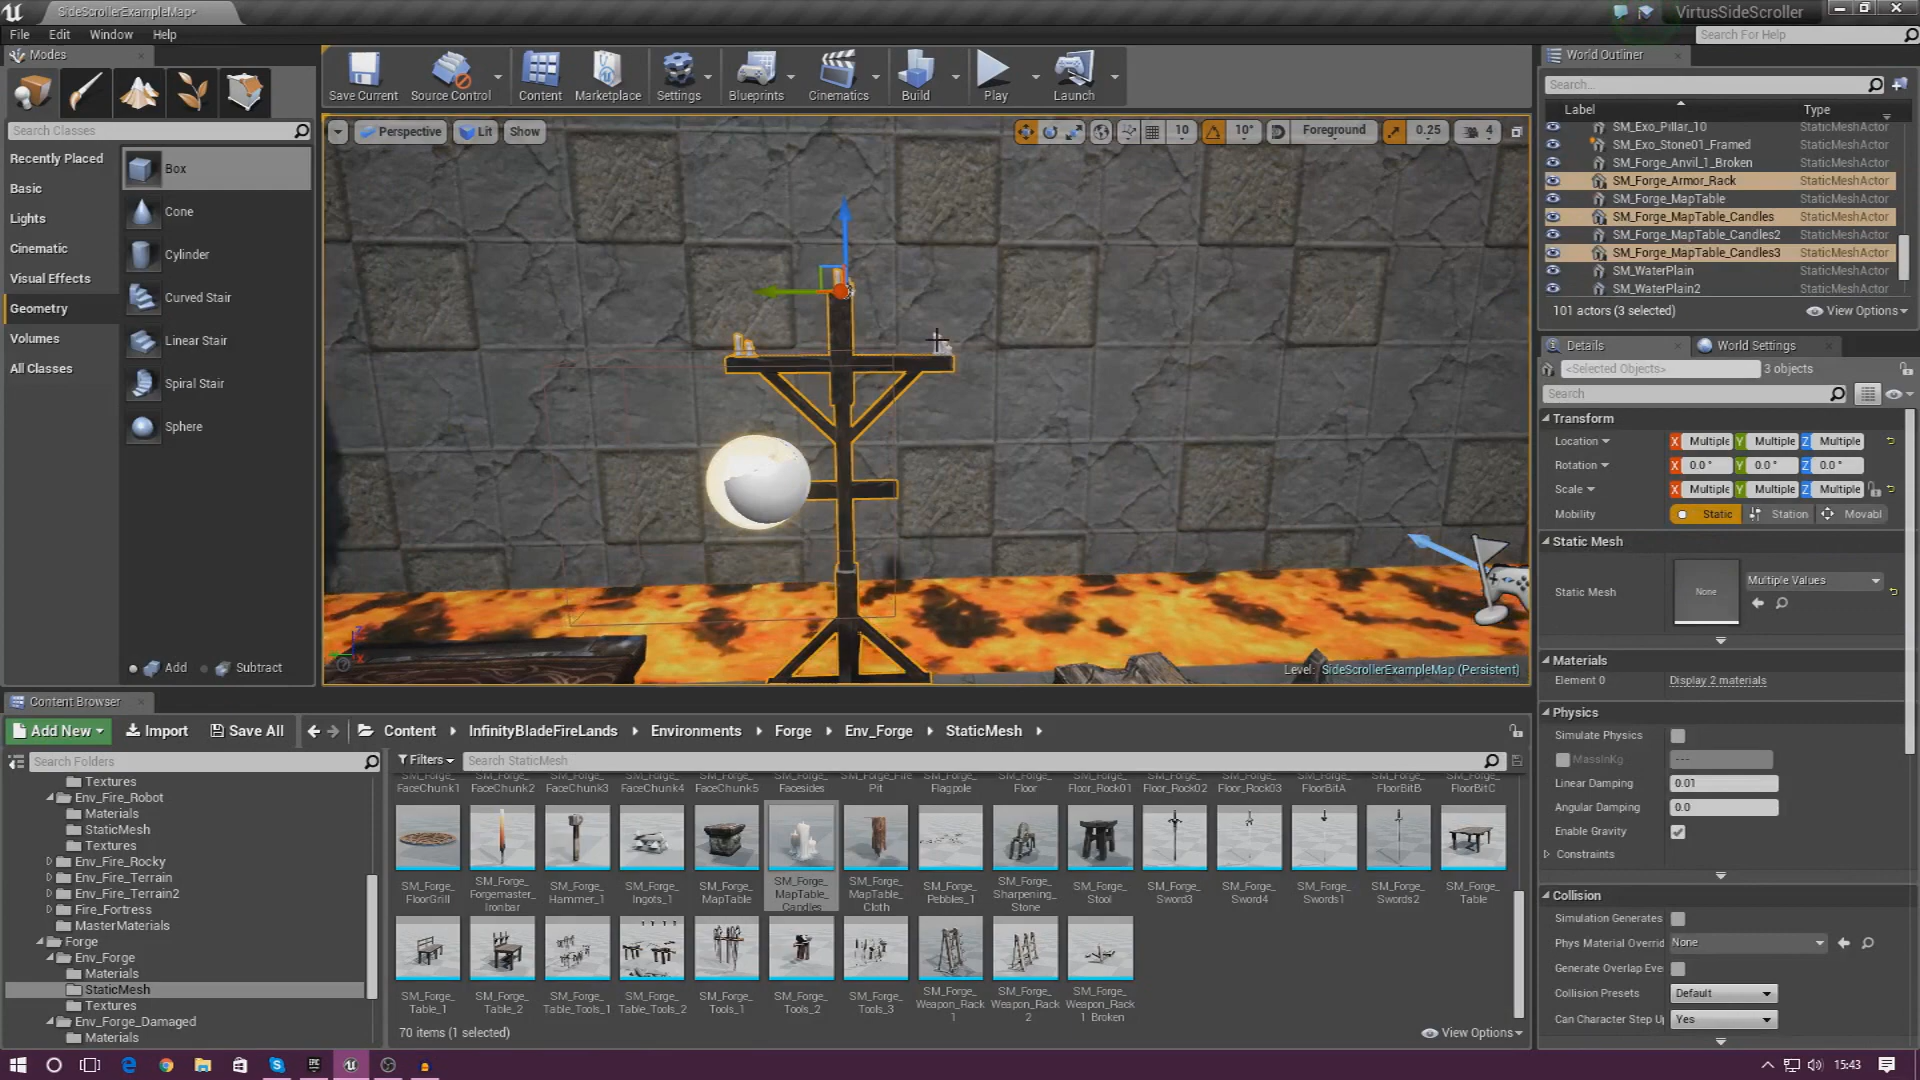 SideScrollerExampleMap*
VirtusSideScroller
File Edit Window Help
Search For Help
Modes
Search Classes
Recently Placed
Basic
Lights
Cinematic
Visual Effects
Geometry
Volumes
All Classes
Box
Cone
Cylinder
Curved Stair
Linear Stair
Spiral Stair
Sphere
Add Subtract
Save Current Source Control Content Marketplace Settings Blueprints Cinematics Build Play Launch
Perspective Lit Show
10 10° Foreground 0.25 4
Level: SideScrollerExampleMap (Persistent)
World Outliner
Search...
Label Type
SM_Exo_Pillar_10 StaticMeshActor
SM_Exo_Stone01_Framed StaticMeshActor
SM_Forge_Anvil_1_Broken StaticMeshActor
SM_Forge_Armor_Rack StaticMeshActor
SM_Forge_MapTable StaticMeshActor
SM_Forge_MapTable_Candles StaticMeshActor
SM_Forge_MapTable_Candles2 StaticMeshActor
SM_Forge_MapTable_Candles3 StaticMeshActor
SM_WaterPlain StaticMeshActor
SM_WaterPlain2 StaticMeshActor
101 actors (3 selected) View Options
Details World Settings
<Selected Objects> 3 objects
Search
Transform
Location X Multiple Y Multiple Z Multiple
Rotation X 0.0 ° Y 0.0 ° Z 0.0 °
Scale X Multiple Y Multiple Z Multiple
Mobility Static Station Movabl
Static Mesh
Static Mesh None Multiple Values
Materials
Element 0 Display 2 materials
Physics
Simulate Physics
MassInKg ---
Linear Damping 0.01
Angular Damping 0.0
Enable Gravity
Constraints
Collision
Simulation Generates
Phys Material Overrid None
Generate Overlap Eve
Collision Presets Default
Can Character Step Up Yes
Content Browser
Add New Import Save All Content InfinityBladeFireLands Environments Forge Env_Forge StaticMesh
Search Folders
Filters Search StaticMesh
Textures
Env_Fire_Robot
Materials
StaticMesh
Textures
Env_Fire_Rocky
Env_Fire_Terrain
Env_Fire_Terrain2
Fire_Fortress
MasterMaterials
Forge
Env_Forge
Materials
StaticMesh
Textures
Env_Forge_Damaged
Materials
FaceChunk1 FaceChunk2 FaceChunk3 FaceChunk4 FaceChunk5 Facesides Pit Flagpole Floor Floor_Rock01 Floor_Rock02 Floor_Rock03 FloorBitA FloorBitB FloorBitC
SM_Forge_FloorGrill
SM_Forge_Forgemaster_Ironbar
SM_Forge_Hammer_1
SM_Forge_Ingots_1
SM_Forge_MapTable
SM_Forge_MapTable_Candles
SM_Forge_MapTable_Cloth
SM_Forge_Pebbles_1
SM_Forge_Sharpening_Stone
SM_Forge_Stool
SM_Forge_Sword3
SM_Forge_Sword4
SM_Forge_Swords1
SM_Forge_Swords2
SM_Forge_Table
SM_Forge_Table_1
SM_Forge_Table_2
SM_Forge_Table_Tools_1
SM_Forge_Table_Tools_2
SM_Forge_Tools_1
SM_Forge_Tools_2
SM_Forge_Tools_3
SM_Forge_Weapon_Rack_1
SM_Forge_Weapon_Rack_2
SM_Forge_Weapon_Rack_1_Broken
70 items (1 selected) View Options
15:43